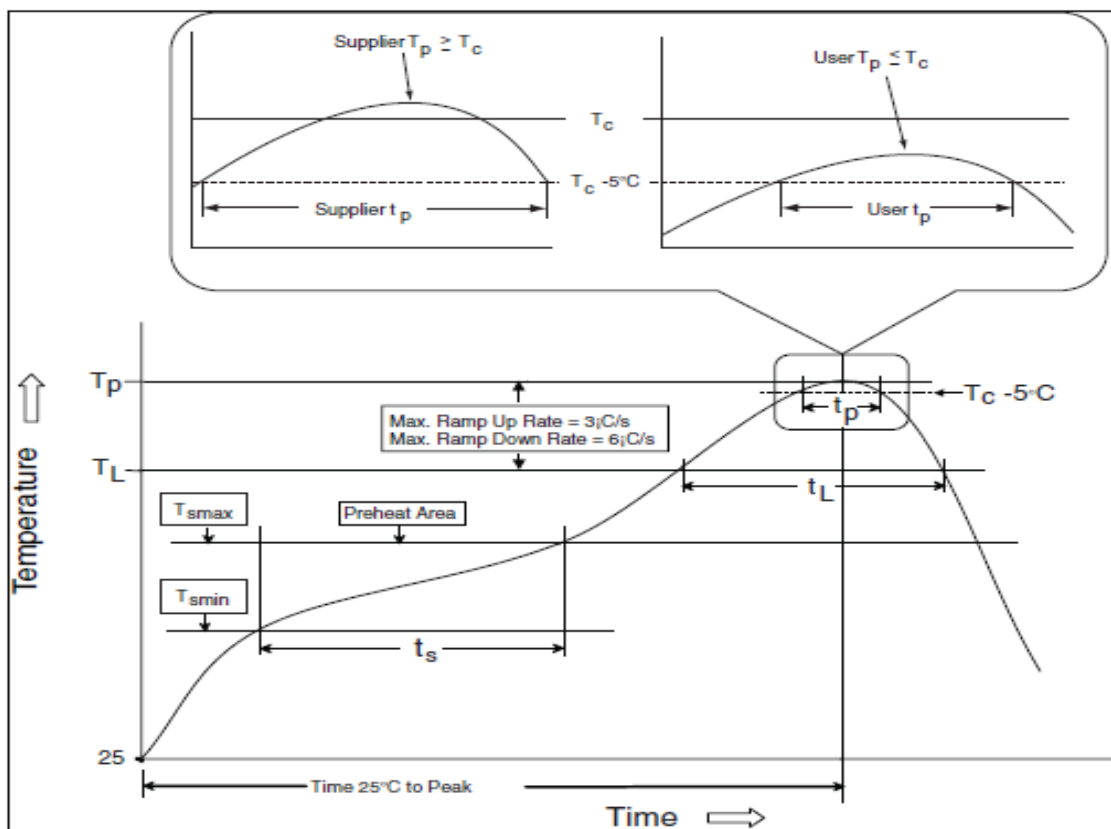 Supplier Tp ≥ Tc
User Tp ≤ Tc
Tc
Tc -5°C
Supplier tp
User tp
Tp
Tc -5°C
tp
Max. Ramp Up Rate = 3¡C/s
Max. Ramp Down Rate = 6¡C/s
TL
tL
Tsmax
Preheat Area
Tsmin
ts
Temperature
25
Time 25°C to Peak
Time